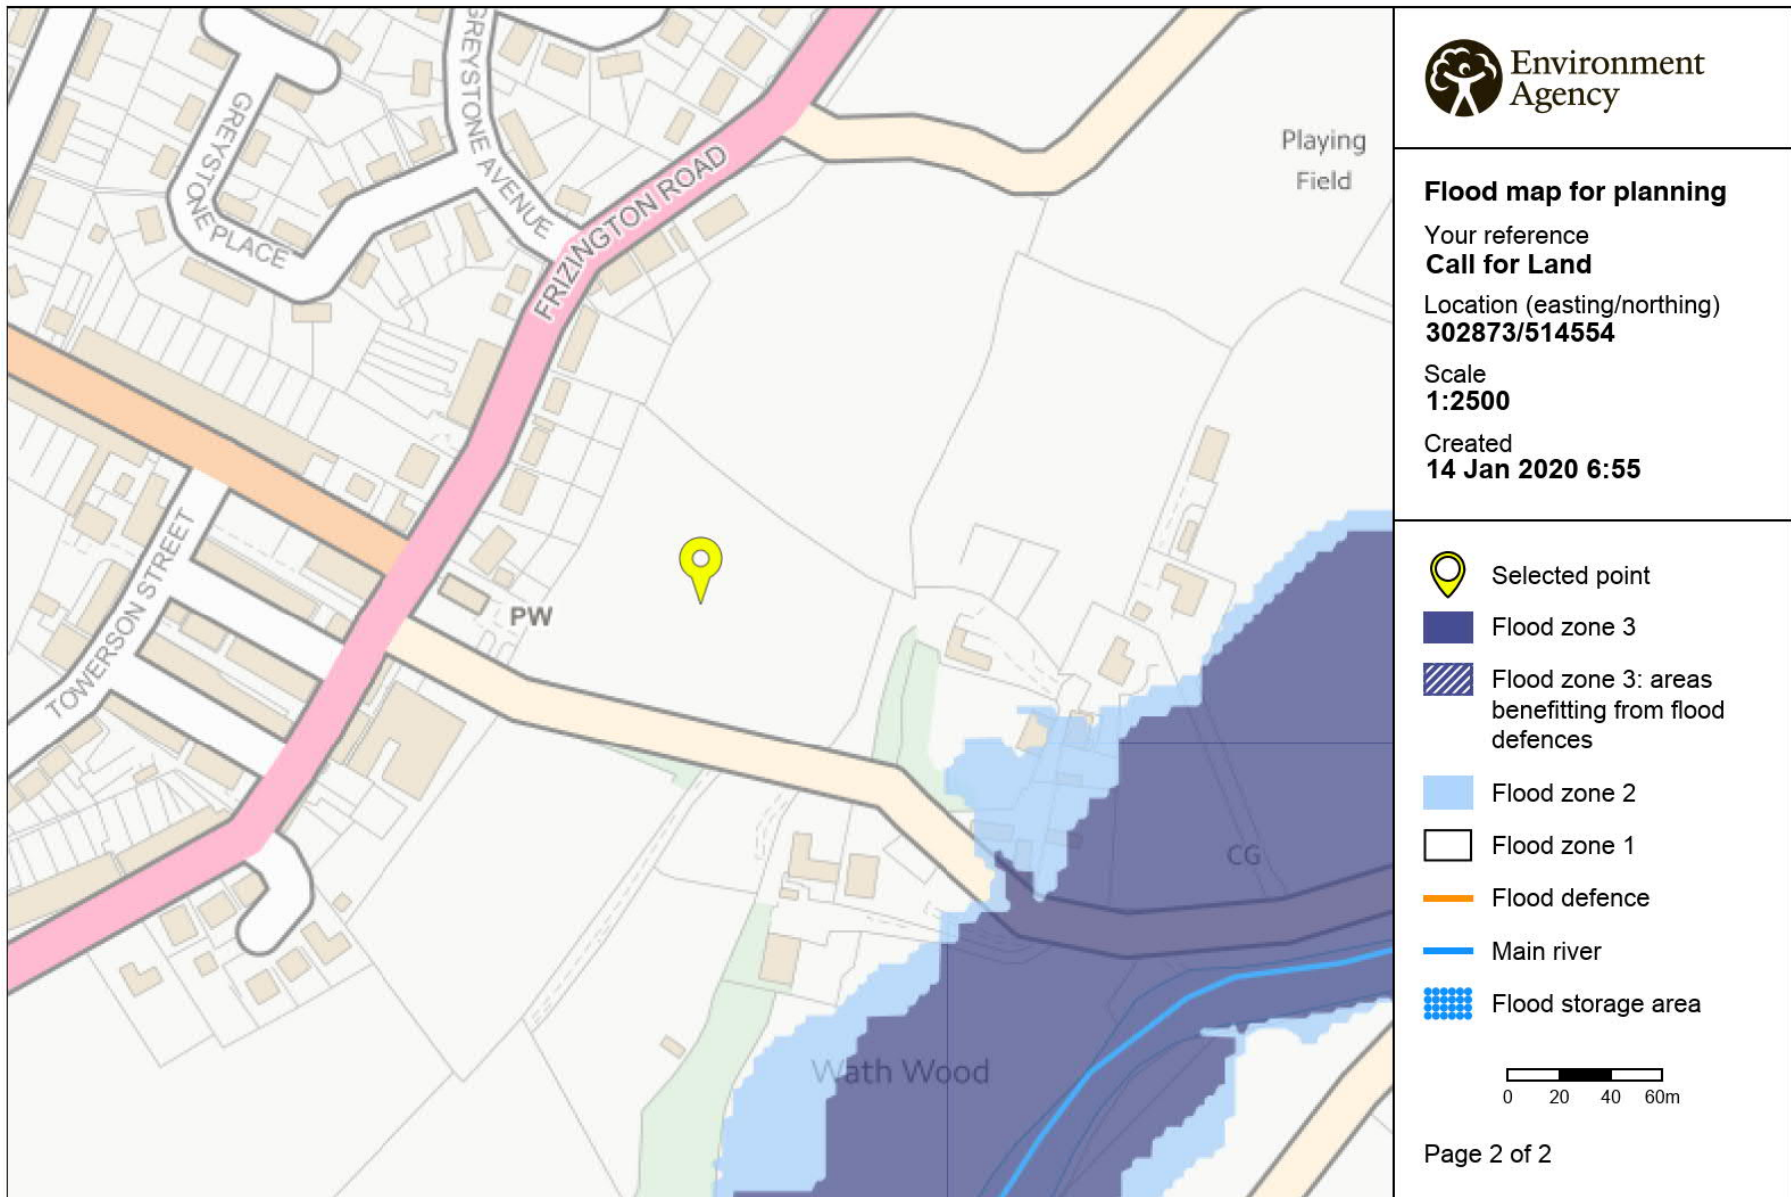 GREYSTONE AVENUE
GREYSTONE PLACE
FRIZINGTON ROAD
TOWERSON STREET
PW
Playing
Field
CG
Wath Wood
Environment
Agency
Flood map for planning
Your reference
Call for Land
Location (easting/northing)
302873/514554
Scale
1:2500
Created
14 Jan 2020 6:55
Selected point
Flood zone 3
Flood zone 3: areas
benefitting from flood
defences
Flood zone 2
Flood zone 1
Flood defence
Main river
Flood storage area
0 20 40 60m
Page 2 of 2